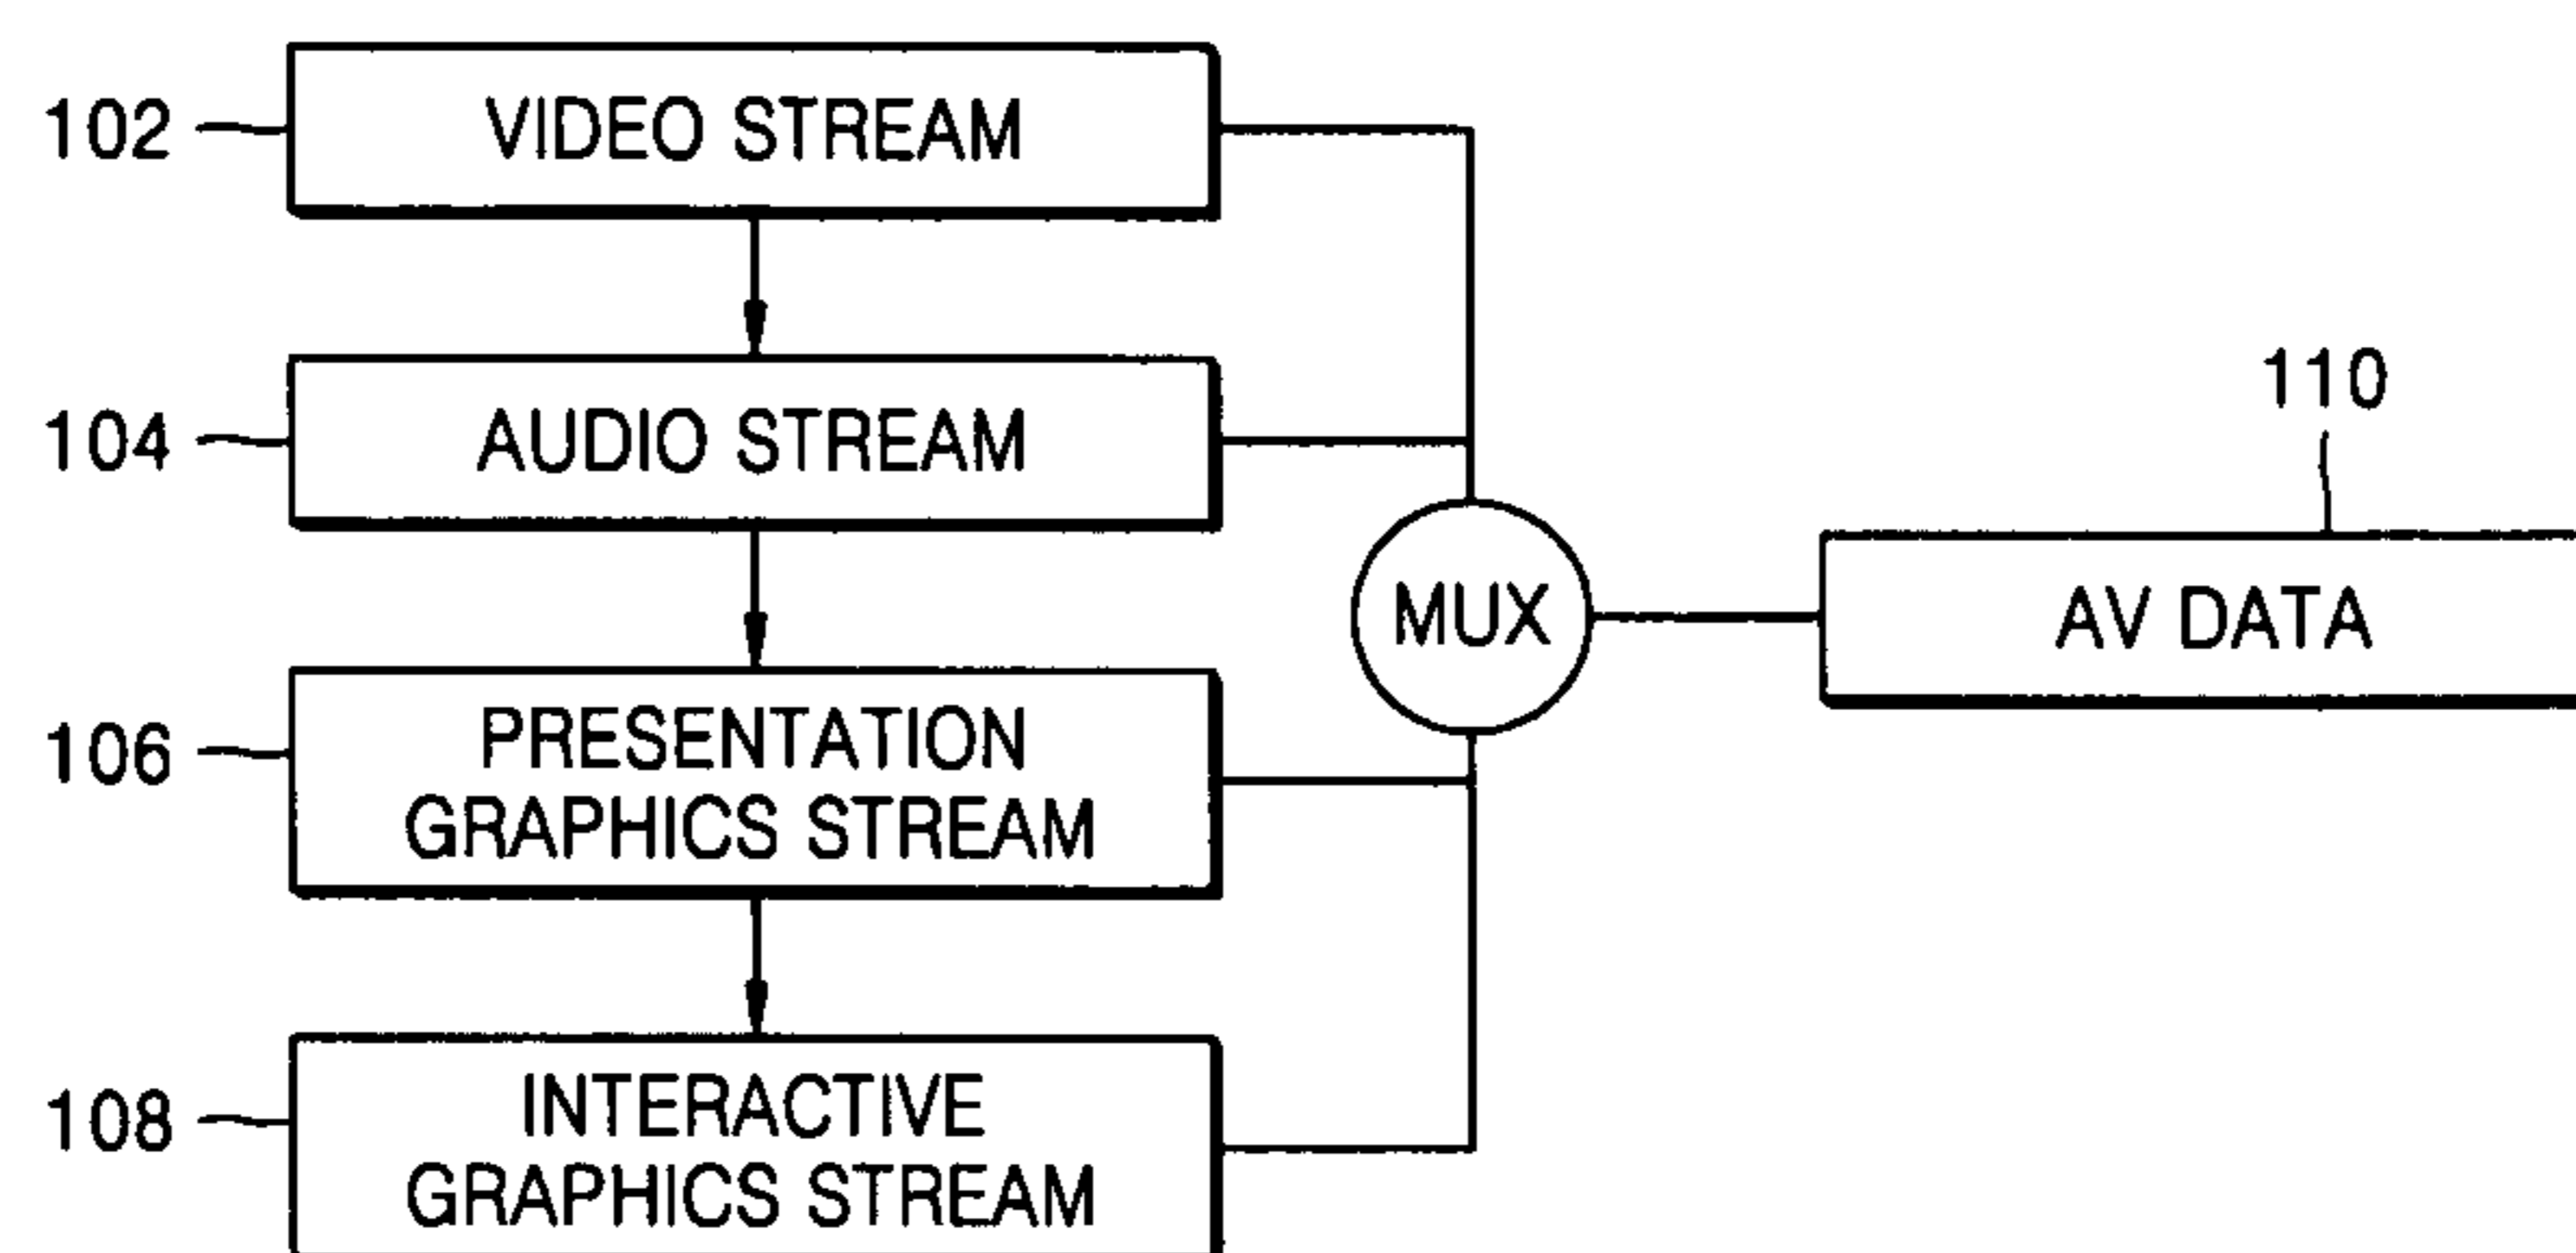 102
VIDEO STREAM
104
AUDIO STREAM
110
MUX
AV DATA
106
PRESENTATION
GRAPHICS STREAM
108
INTERACTIVE
GRAPHICS STREAM